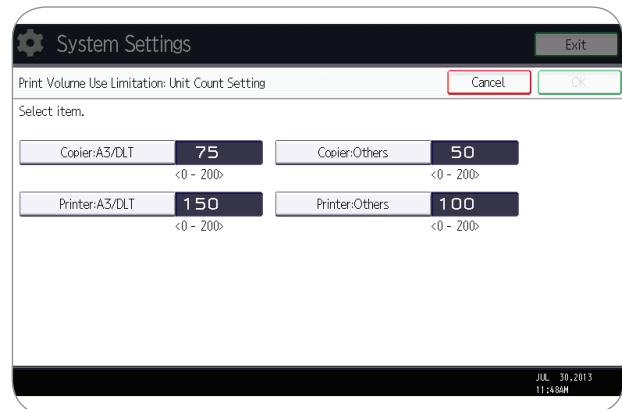 System Settings Exit
Print Volume Use Limitation: Unit Count Setting Cancel OK
Select item.
Copier:A3/DLT 75 Copier:Others 50
<0 - 200> <0 - 200>
Printer:A3/DLT 150 Printer:Others 100
<0 - 200> <0 - 200>
JUL 30,2013
11:48AM